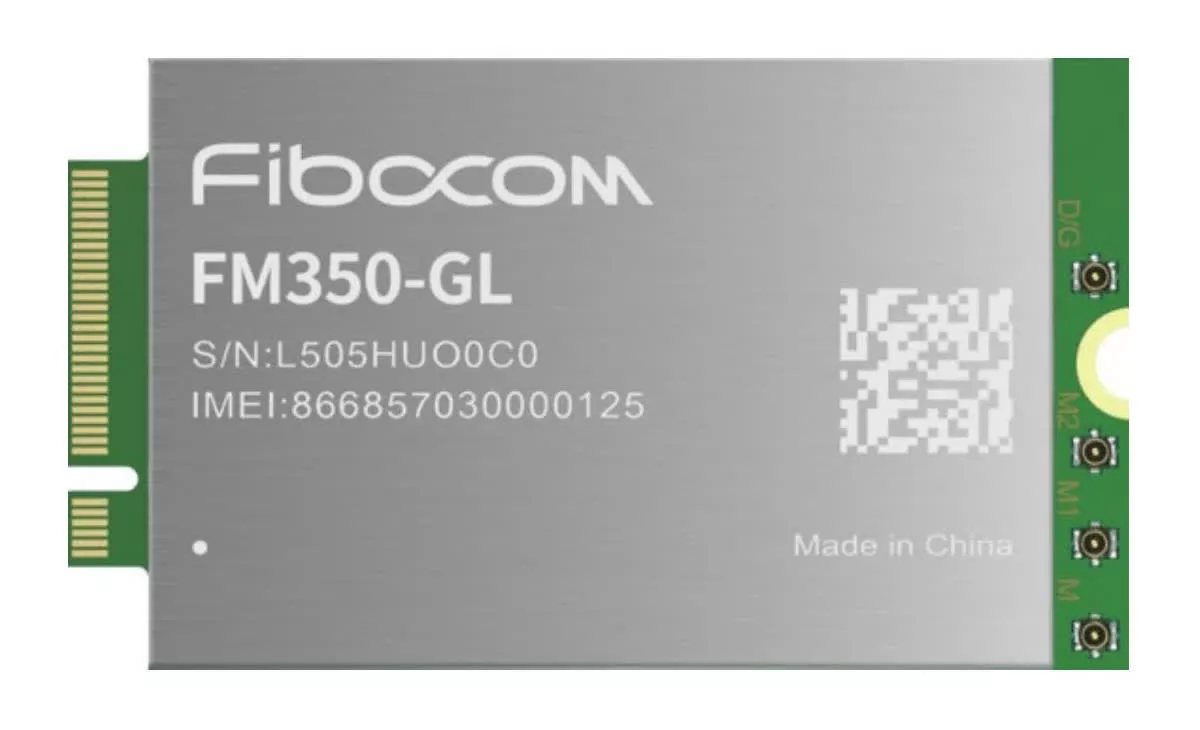 Fibocom
FM350-GL
S/N:L505HUO0C0
IMEI:866857030000125
Made in China
D/G
M2
M1
M